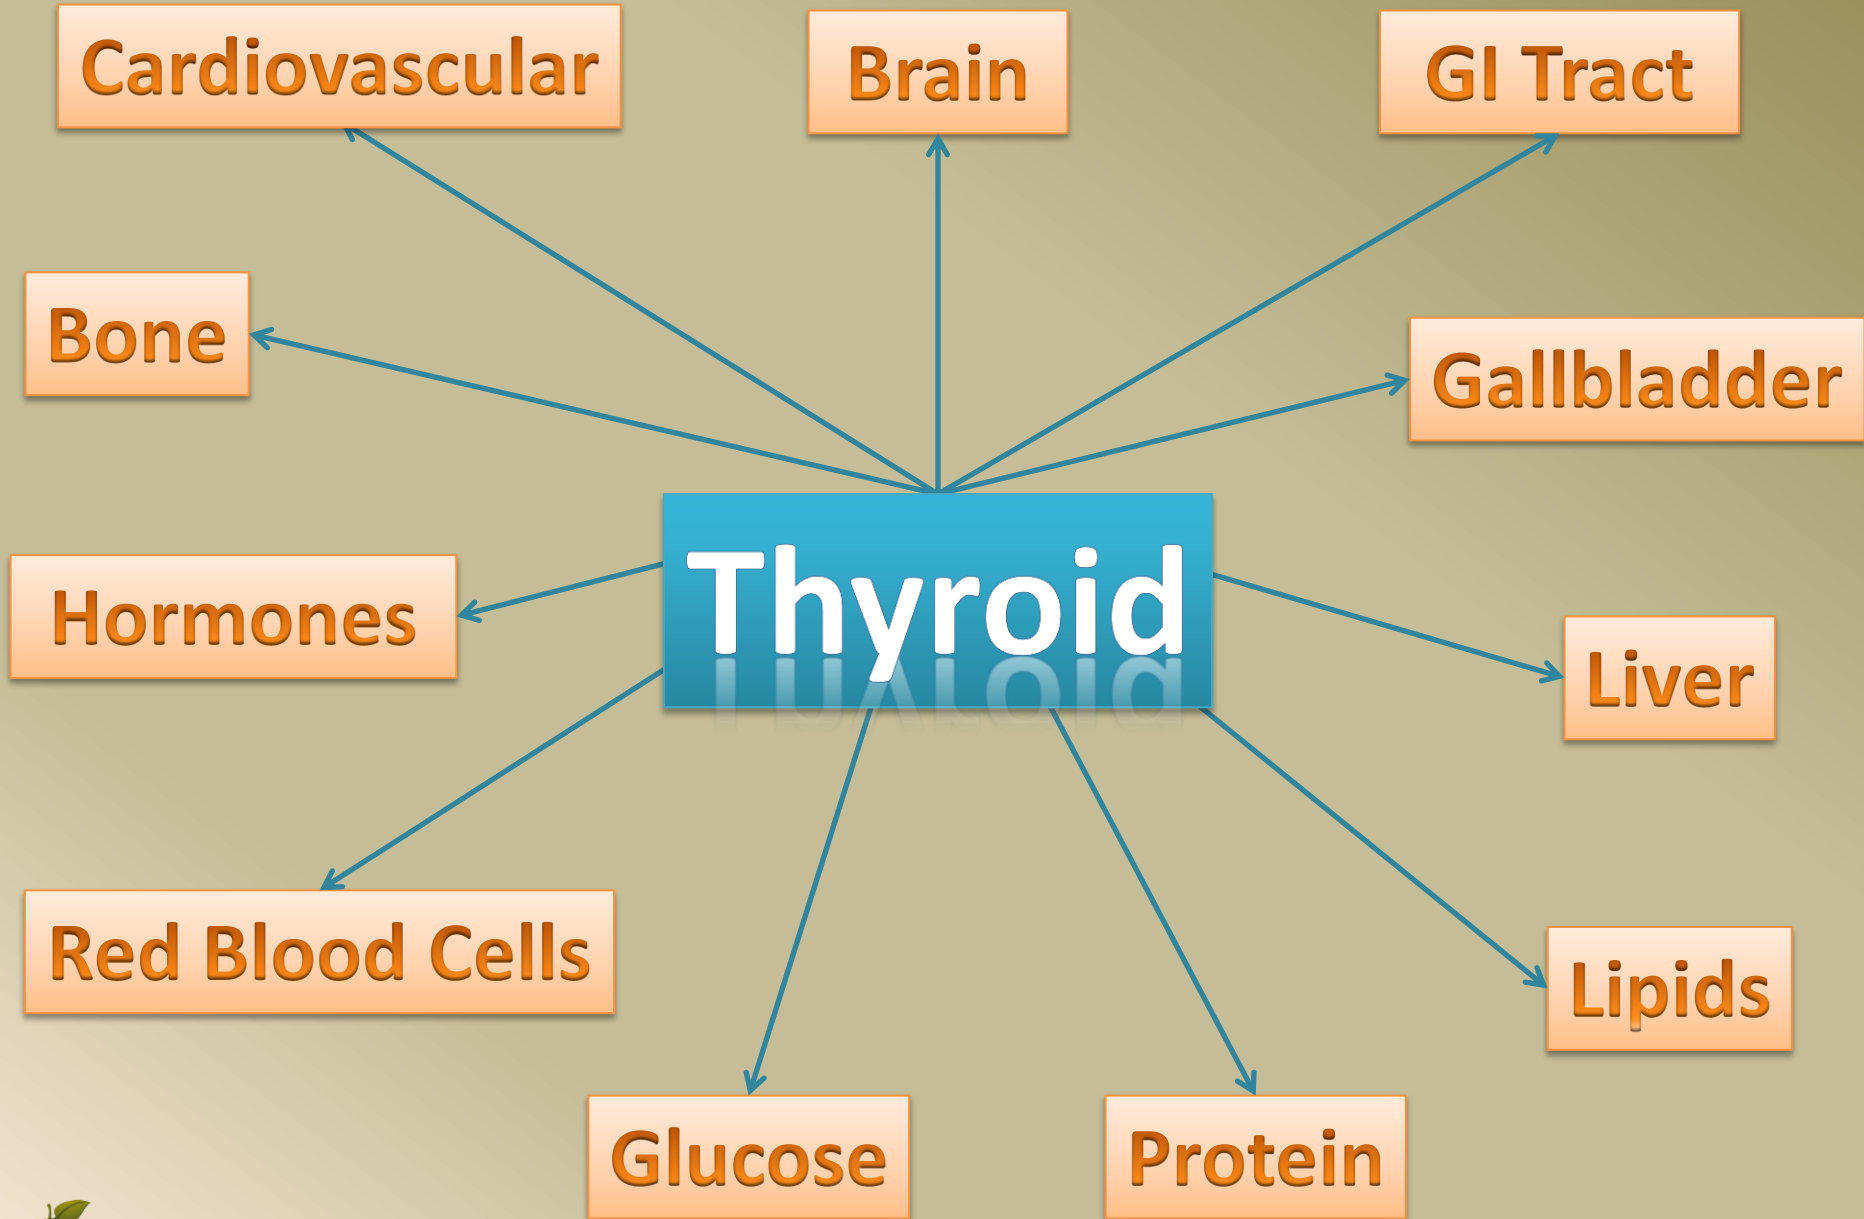 Cardiovascular
Brain
GI Tract
Bone
Gallbladder
Thyroid
Hormones
Liver
Red Blood Cells
Lipids
Glucose
Protein